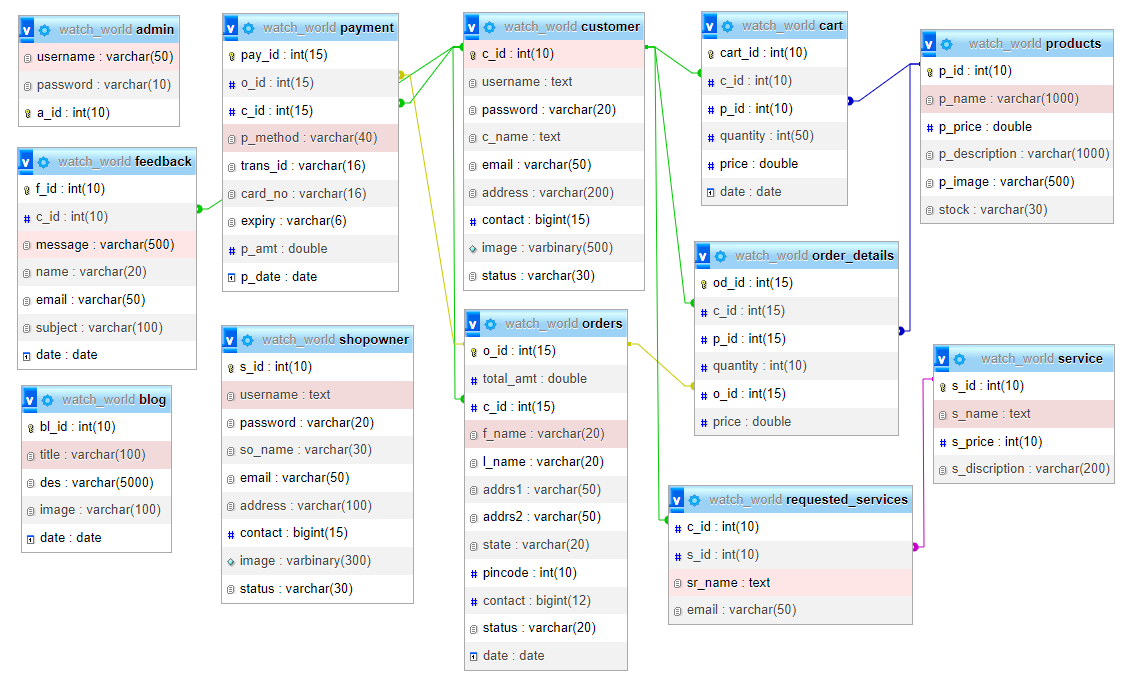 watch_world admin
username : varchar(50)
password : varchar(10)
a_id : int(10)
watch_world feedback
f_id : int(10)
c_id : int(10)
message : varchar(500)
name : varchar(20)
email : varchar(50)
subject : varchar(100)
date : date
watch_world blog
bl_id : int(10)
title : varchar(100)
des : varchar(5000)
image : varchar(100)
date : date
watch_world payment
pay_id : int(15)
o_id : int(15)
c_id : int(15)
p_method : varchar(40)
trans_id : varchar(16)
card_no : varchar(16)
expiry : varchar(6)
p_amt : double
p_date : date
watch_world shopowner
s_id : int(10)
username : text
password : varchar(20)
so_name : varchar(30)
email : varchar(50)
address : varchar(100)
contact : bigint(15)
image : varbinary(300)
status : varchar(30)
watch_world customer
c_id : int(10)
username : text
password : varchar(20)
c_name : text
email : varchar(50)
address : varchar(200)
contact : bigint(15)
image : varbinary(500)
status : varchar(30)
watch_world orders
o_id : int(15)
total_amt : double
c_id : int(15)
f_name : varchar(20)
l_name : varchar(20)
addrs1 : varchar(50)
addrs2 : varchar(50)
state : varchar(20)
pincode : int(10)
contact : bigint(12)
status : varchar(20)
date : date
watch_world cart
cart_id : int(10)
c_id : int(10)
p_id : int(10)
quantity : int(50)
price : double
date : date
watch_world order_details
od_id : int(15)
c_id : int(15)
p_id : int(15)
quantity : int(10)
o_id : int(15)
price : double
watch_world requested_services
c_id : int(10)
s_id : int(10)
sr_name : text
email : varchar(50)
watch_world products
p_id : int(10)
p_name : varchar(1000)
p_price : double
p_description : varchar(1000)
p_image : varchar(500)
stock : varchar(30)
watch_world service
s_id : int(10)
s_name : text
s_price : int(10)
s_discription : varchar(200)